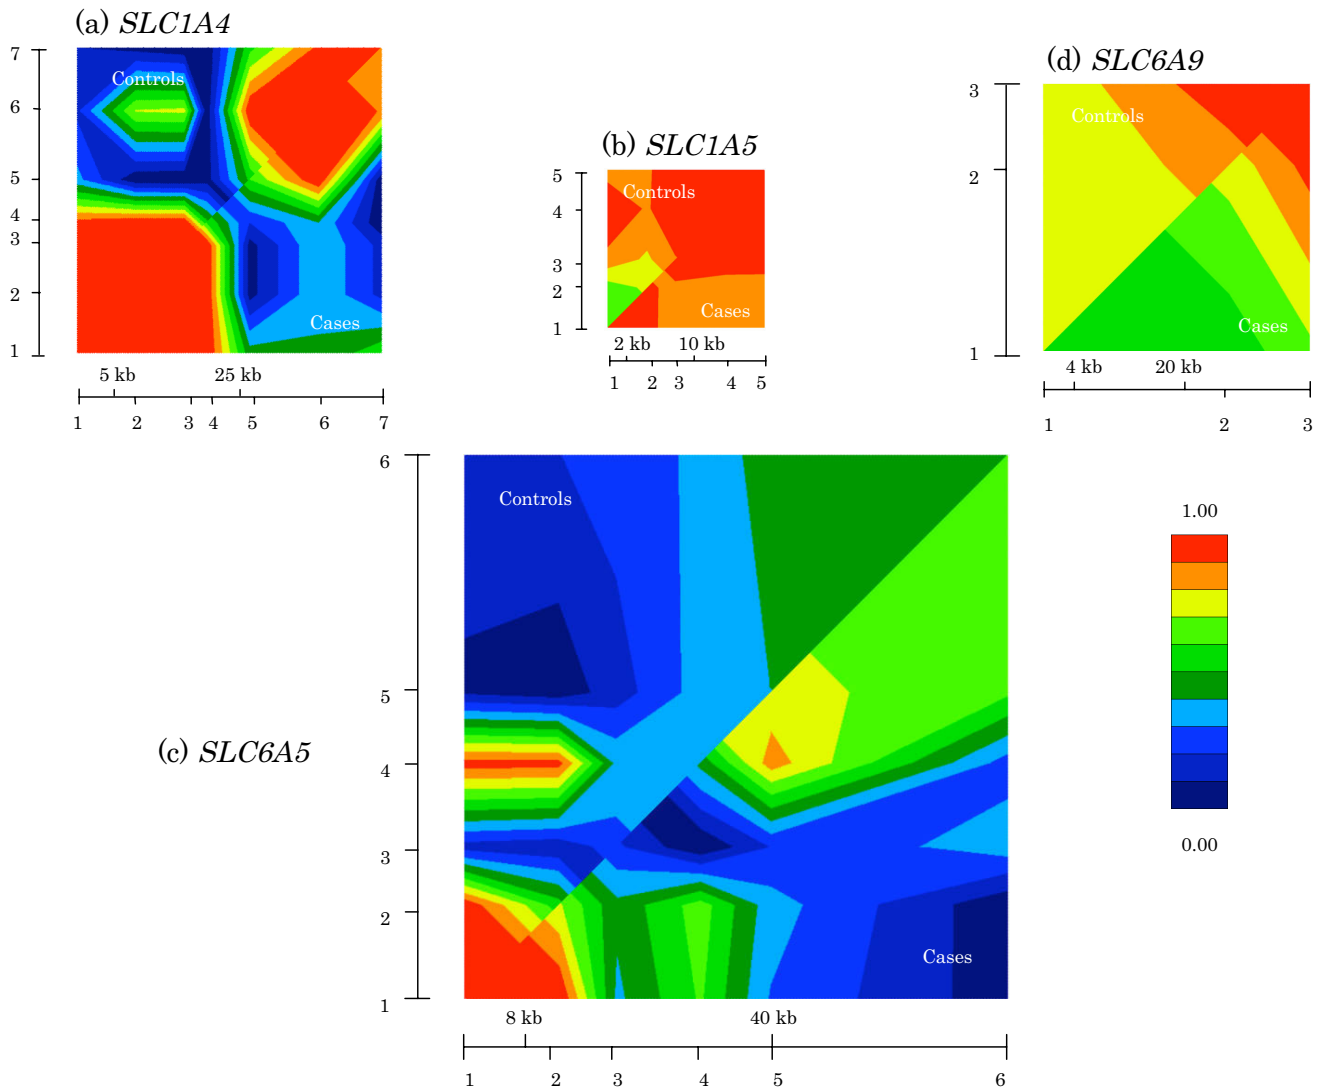 (a) SLC1A4
7
6
5
4
3
2
1
Controls
Cases
5 kb 25 kb
1 2 3 4 5 6 7
(b) SLC1A5
5
4
3
2
1
Controls
Cases
2 kb 10 kb
1 2 3 4 5
(d) SLC6A9
3
2
1
Controls
Cases
4 kb 20 kb
1 2 3
(c) SLC6A5
6
5
4
3
2
1
Controls
Cases
8 kb 40 kb
1 2 3 4 5 6
1.00
0.00